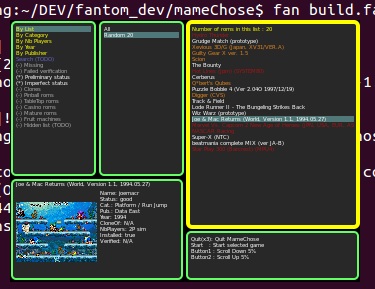 ng:~/DEV/fantom_dev/mameChose$ fan build.fa
By List
By Category
By Nb Players
By Year
By Publisher
Search (TODO)
(-) Missing
(-) Failed verification
(*) Preliminary status
(*) Imperfect status
(-) Clones
(-) Pinball roms
(-) TableTop roms
(-) Casino roms
(-) Mature roms
(-) Fruit machines
(-) Hidden list (TODO)
All
Random 20
Number of roms in this list : 20
Grudge Match (prototype)
Xevious 3D/G (Japan, XV31/VER.A)
Guilty Gear X ver. 1.5
Scion
The Bounty
Cerberus
Puzzle Bobble 4 (Ver 2.04O 1997/12/19)
Digger (CVS)
Track & Field
Lode Runner II - The Bungeling Strikes Back
Wiz Warz (prototype)
Joe & Mac Returns (World, Version 1.1, 1994.05.27)
Super-X (NTC)
beatmania complete MIX (ver JA-B)
Joe & Mac Returns (World, Version 1.1, 1994.05.27)
Name: joemacr
Status: good
Cat.: Platform / Run Jump
Pub.: Data East
Year: 1994
CloneOf: N/A
NbPlayers: 2P sim
Installed: true
Verified: N/A
Quit(x3): Quit MameChose
Start : Start selected game
Button1 : Scroll Down 5%
Button2 : Scroll Up 5%